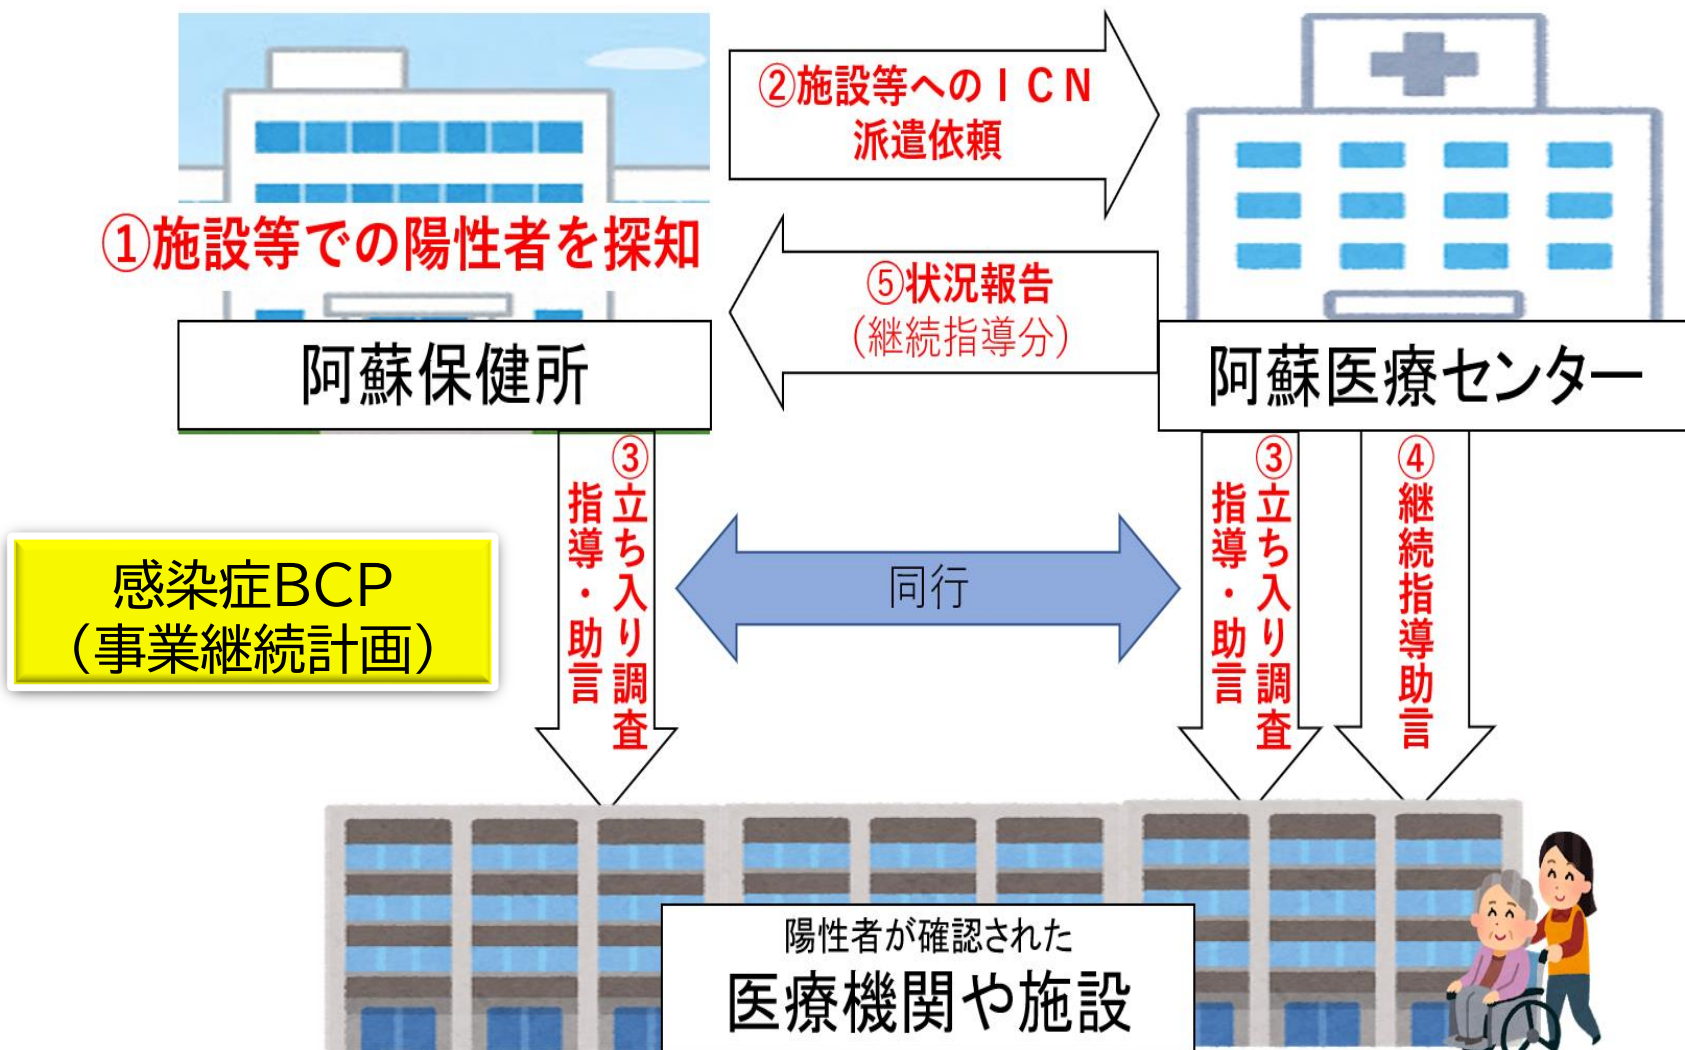 ②施設等へのＩＣＮ
派遣依頼
①施設等での陽性者を探知
⑤状況報告
（継続指導分）
阿蘇保健所
阿蘇医療センター
③立ち入り調査
指導・助言
同行
③立ち入り調査
指導・助言
④継続指導助言
感染症BCP
（事業継続計画）
陽性者が確認された
医療機関や施設